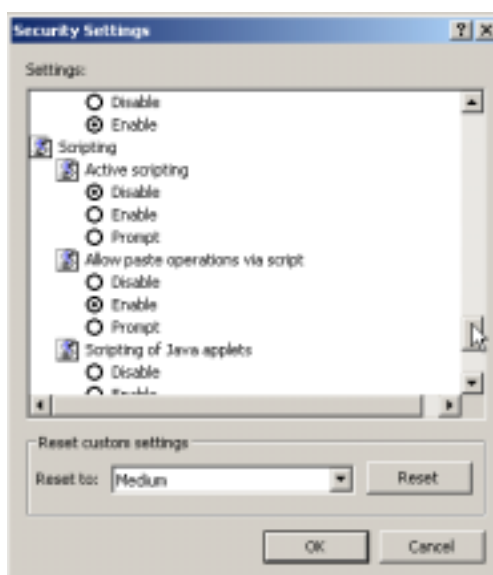 Security Settings
Settings:
Disable
Enable
Scripting
Active scripting
Disable
Enable
Prompt
Allow paste operations via script
Disable
Enable
Prompt
Scripting of Java applets
Disable
Enable
Reset custom settings
Reset to: Medium Reset
OK Cancel